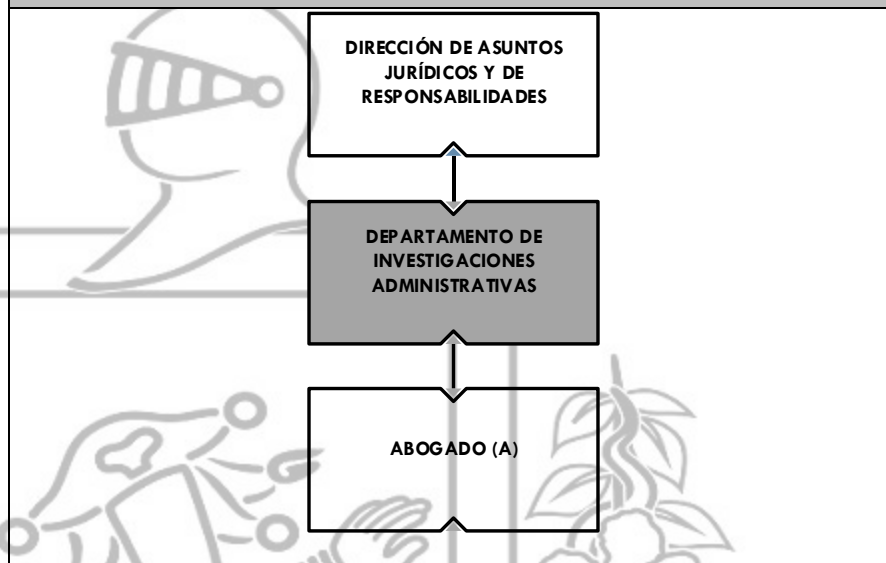 DIRECCIÓN DE ASUNTOS
JURÍDICOS Y DE
RESPONSABILIDADES
DEPARTAMENTO DE
INVESTIGACIONES
ADMINISTRATIVAS
ABOGADO (A)